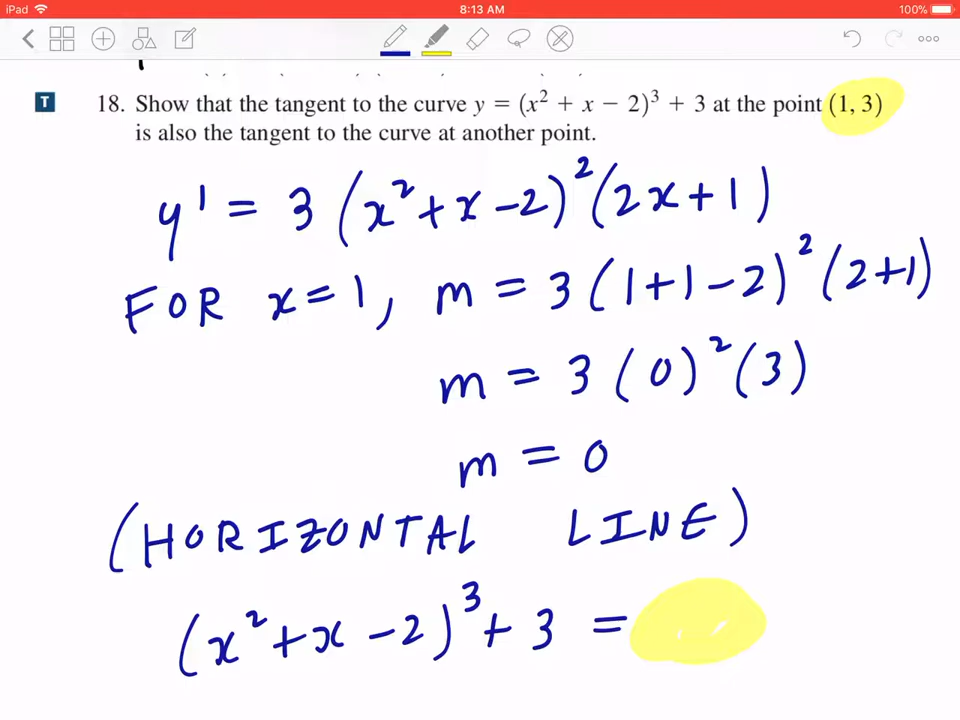 iPad 8:13 AM 100%
T 18. Show that the tangent to the curve y = (x² + x − 2)³ + 3 at the point (1, 3)
is also the tangent to the curve at another point.
y' = 3(x²+x-2)²(2x+1)
FOR x=1, m = 3(1+1-2)²(2+1)
m = 3(0)²(3)
m = 0
(HORIZONTAL LINE)
(x²+x-2)³+3 =